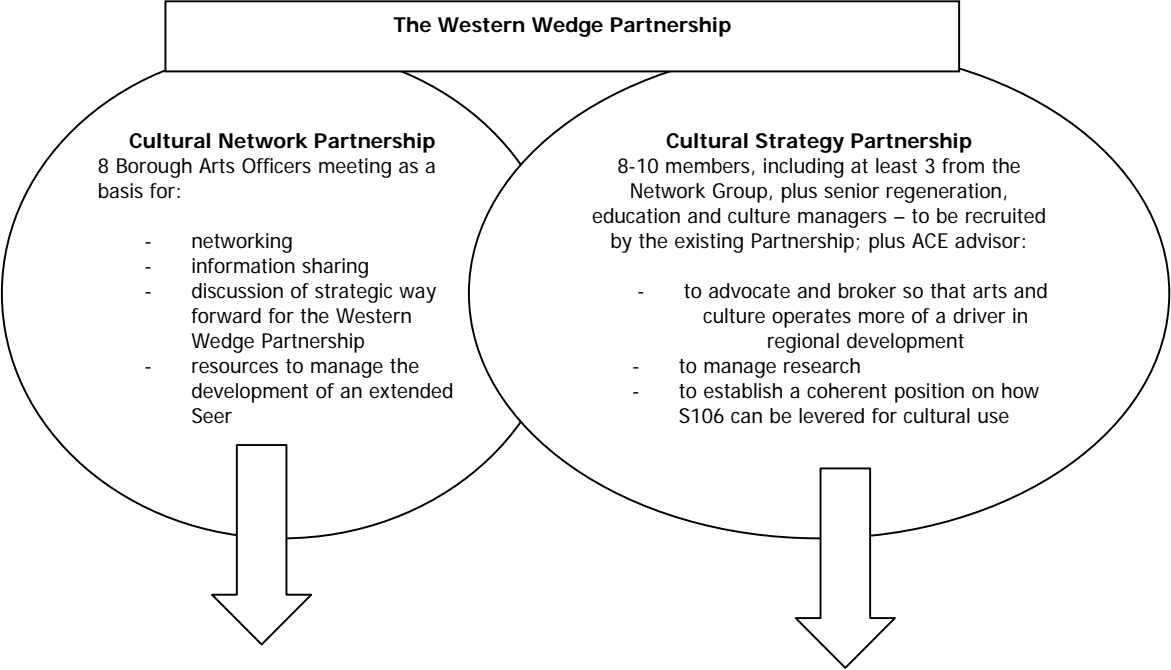 The Western Wedge Partnership
Cultural Network Partnership
8 Borough Arts Officers meeting as a
basis for:
- networking
- information sharing
- discussion of strategic way
forward for the Western
Wedge Partnership
- resources to manage the
development of an extended
Seer
Cultural Strategy Partnership
8-10 members, including at least 3 from the
Network Group, plus senior regeneration,
education and culture managers – to be recruited
by the existing Partnership; plus ACE advisor:
- to advocate and broker so that arts and
culture operates more of a driver in
regional development
- to manage research
- to establish a coherent position on how
S106 can be levered for cultural use